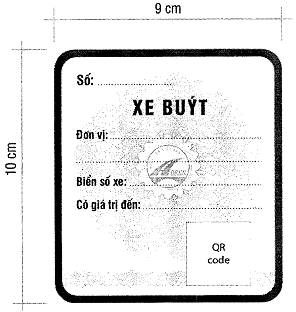 9 cm
10 cm
Số:
XE BUÝT
Đơn vị:
Biển số xe:
Có giá trị đến:
QR
code